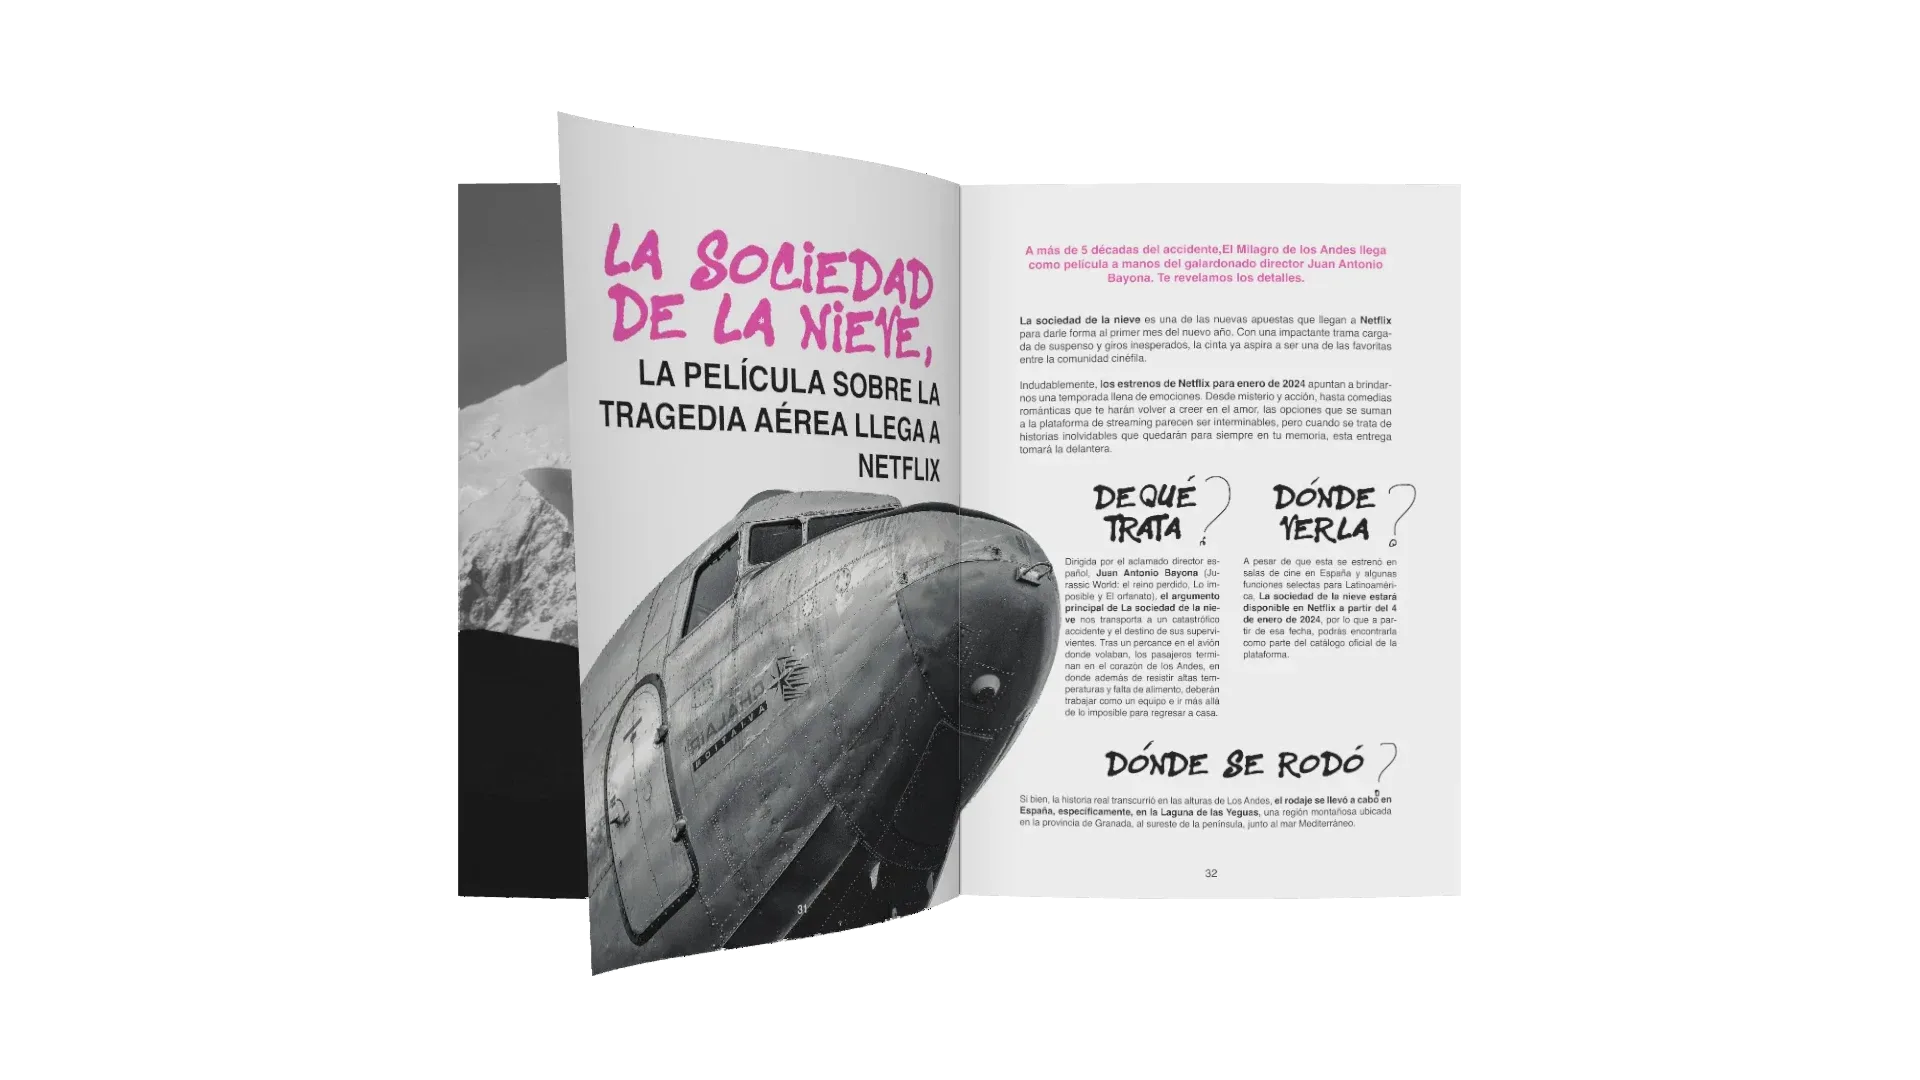 LA SOCiEDAD
DE LA NiEVE,
LA PELÍCULA SOBRE LA
TRAGEDIA AÉREA LLEGA A
NETFLIX
31
A más de 5 décadas del accidente,El Milagro de los Andes llega
como película a manos del galardonado director Juan Antonio
Bayona. Te revelamos los detalles.
La sociedad de la nieve es una de las nuevas apuestas que llegan a Netflix
para darle forma al primer mes del nuevo año. Con una impactante trama carga-
da de suspenso y giros inesperados, la cinta ya aspira a ser una de las favoritas
entre la comunidad cinéfila.
Indudablemente, los estrenos de Netflix para enero de 2024 apuntan a brindar-
nos una temporada llena de emociones. Desde misterio y acción, hasta comedias
románticas que te harán volver a creer en el amor, las opciones que se suman
a la plataforma de streaming parecen ser interminables, pero cuando se trata de
historias inolvidables que quedarán para siempre en tu memoria, esta entrega
tomará la delantera.
DE QUÉ
TRATA ?
Dirigida por el aclamado director es-
pañol, Juan Antonio Bayona (Ju-
rassic World: el reino perdido, Lo im-
posible y El orfanato), el argumento
principal de La sociedad de la nie-
ve nos transporta a un catastrófico
accidente y el destino de sus supervi-
vientes. Tras un percance en el avión
donde volaban, los pasajeros termi-
nan en el corazón de los Andes, en
donde además de resistir altas tem-
peraturas y falta de alimento, deberán
trabajar como un equipo e ir más allá
de lo imposible para regresar a casa.
DÓNDE
VERLA ?
A pesar de que esta se estrenó en
salas de cine en España y algunas
funciones selectas para Latinoaméri-
ca, La sociedad de la nieve estará
disponible en Netflix a partir del 4
de enero de 2024, por lo que a par-
tir de esa fecha, podrás encontrarla
como parte del catálogo oficial de la
plataforma.
DÓNDE SE RODÓ ?
Si bien, la historia real transcurrió en las alturas de Los Andes, el rodaje se llevó a cabo en
España, específicamente, en la Laguna de las Yeguas, una región montañosa ubicada
en la provincia de Granada, al sureste de la península, junto al mar Mediterráneo.
32